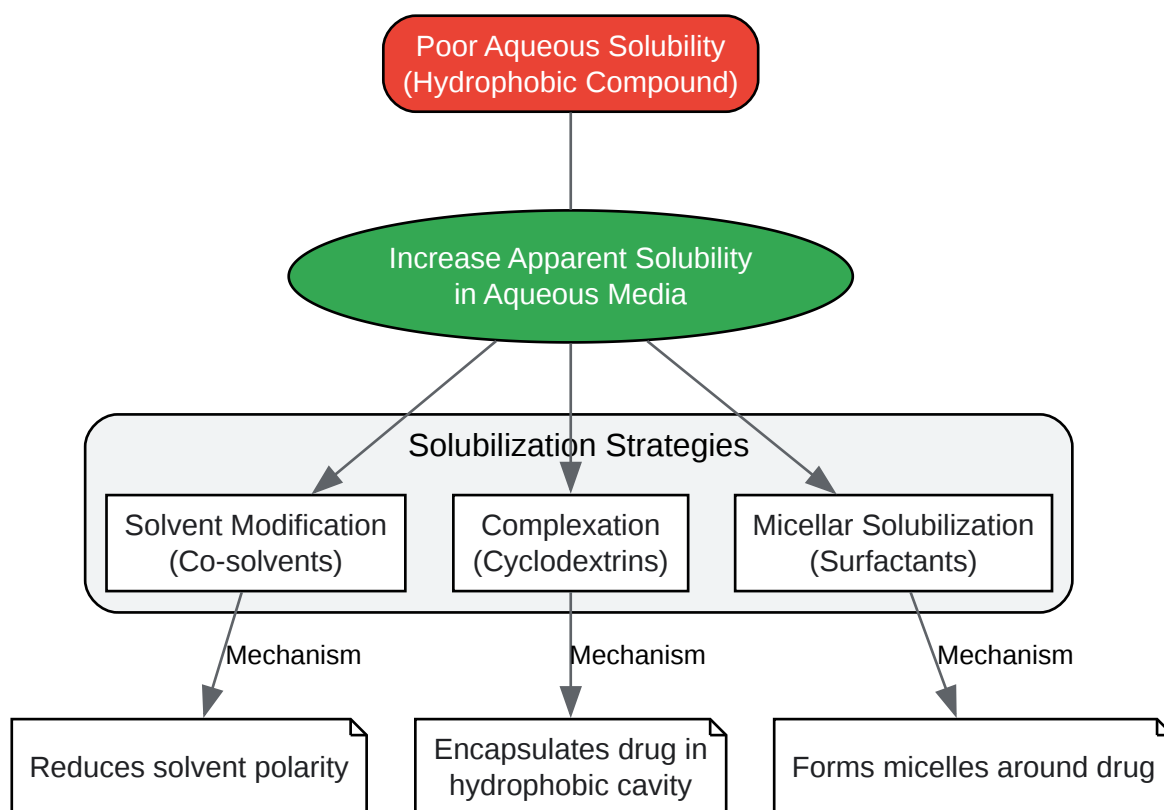 Poor Aqueous Solubility
(Hydrophobic Compound)
Increase Apparent Solubility
in Aqueous Media
Solubilization Strategies
Solvent Modification
(Co-solvents)
Complexation
(Cyclodextrins)
Micellar Solubilization
(Surfactants)
Mechanism
Mechanism
Mechanism
Reduces solvent polarity
Encapsulates drug in
hydrophobic cavity
Forms micelles around drug